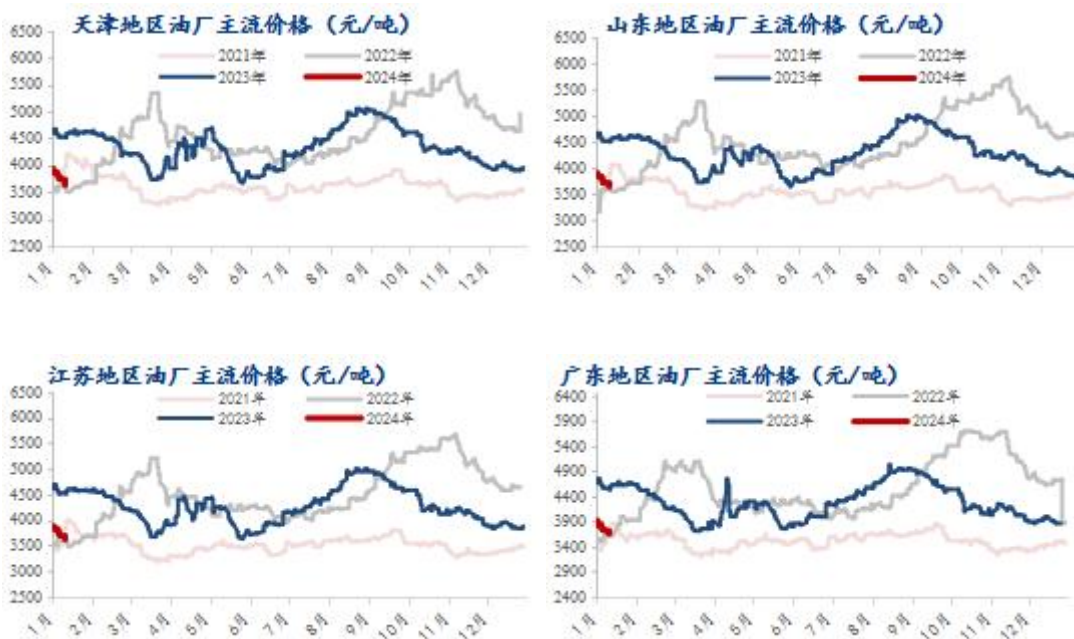 天津地区油厂主流价格（元/吨）
6500
6000
5500
5000
4500
4000
3500
3000
2500
2021年
2022年
2023年
2024年
1月
2月
3月
4月
5月
6月
7月
8月
9月
10月
11月
12月
山东地区油厂主流价格（元/吨）
6500
6000
5500
5000
4500
4000
3500
3000
2500
2021年
2022年
2023年
2024年
1月
2月
3月
4月
5月
6月
7月
8月
9月
10月
11月
12月
江苏地区油厂主流价格（元/吨）
6500
6000
5500
5000
4500
4000
3500
3000
2500
2021年
2022年
2023年
2024年
1月
2月
3月
4月
5月
6月
7月
8月
9月
10月
11月
12月
广东地区油厂主流价格（元/吨）
6400
5900
5400
4900
4400
3900
3400
2900
2400
2021年
2022年
2023年
2024年
1月
2月
3月
4月
5月
6月
7月
8月
9月
10月
11月
12月